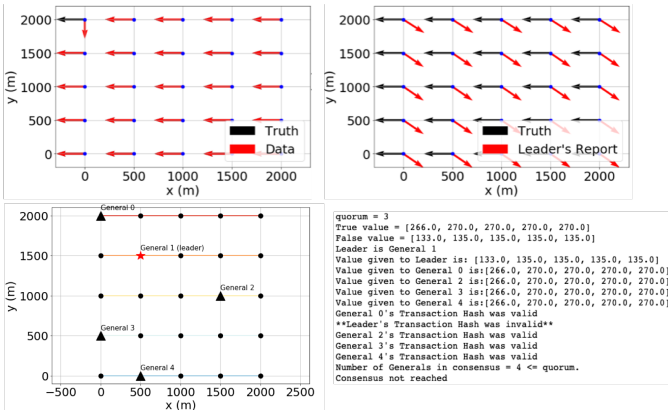 2000
1500
1000
500
0
y (m)
Truth
Data
0
500
1000
1500
2000
x (m)
2000
1500
1000
500
0
y (m)
Truth
Leader's Report
0
500
1000
1500
2000
x (m)
General 0
2000
General 1 (leader)
1500
General 2
1000
General 3
500
General 4
0
y (m)
−500
0
500
1000
1500
2000
2500
x (m)
quorum = 3
True value = [266.0, 270.0, 270.0, 270.0, 270.0]
False value = [133.0, 135.0, 135.0, 135.0, 135.0]
Leader is General 1
Value given to Leader is: [133.0, 135.0, 135.0, 135.0, 135.0]
Value given to General 0 is:[266.0, 270.0, 270.0, 270.0, 270.0]
Value given to General 2 is:[266.0, 270.0, 270.0, 270.0, 270.0]
Value given to General 3 is:[266.0, 270.0, 270.0, 270.0, 270.0]
Value given to General 4 is:[266.0, 270.0, 270.0, 270.0, 270.0]
General 0's Transaction Hash was valid
**Leader's Transaction Hash was invalid**
General 2's Transaction Hash was valid
General 3's Transaction Hash was valid
General 4's Transaction Hash was valid
Number of Generals in consensus = 4 <= quorum.
Consensus not reached